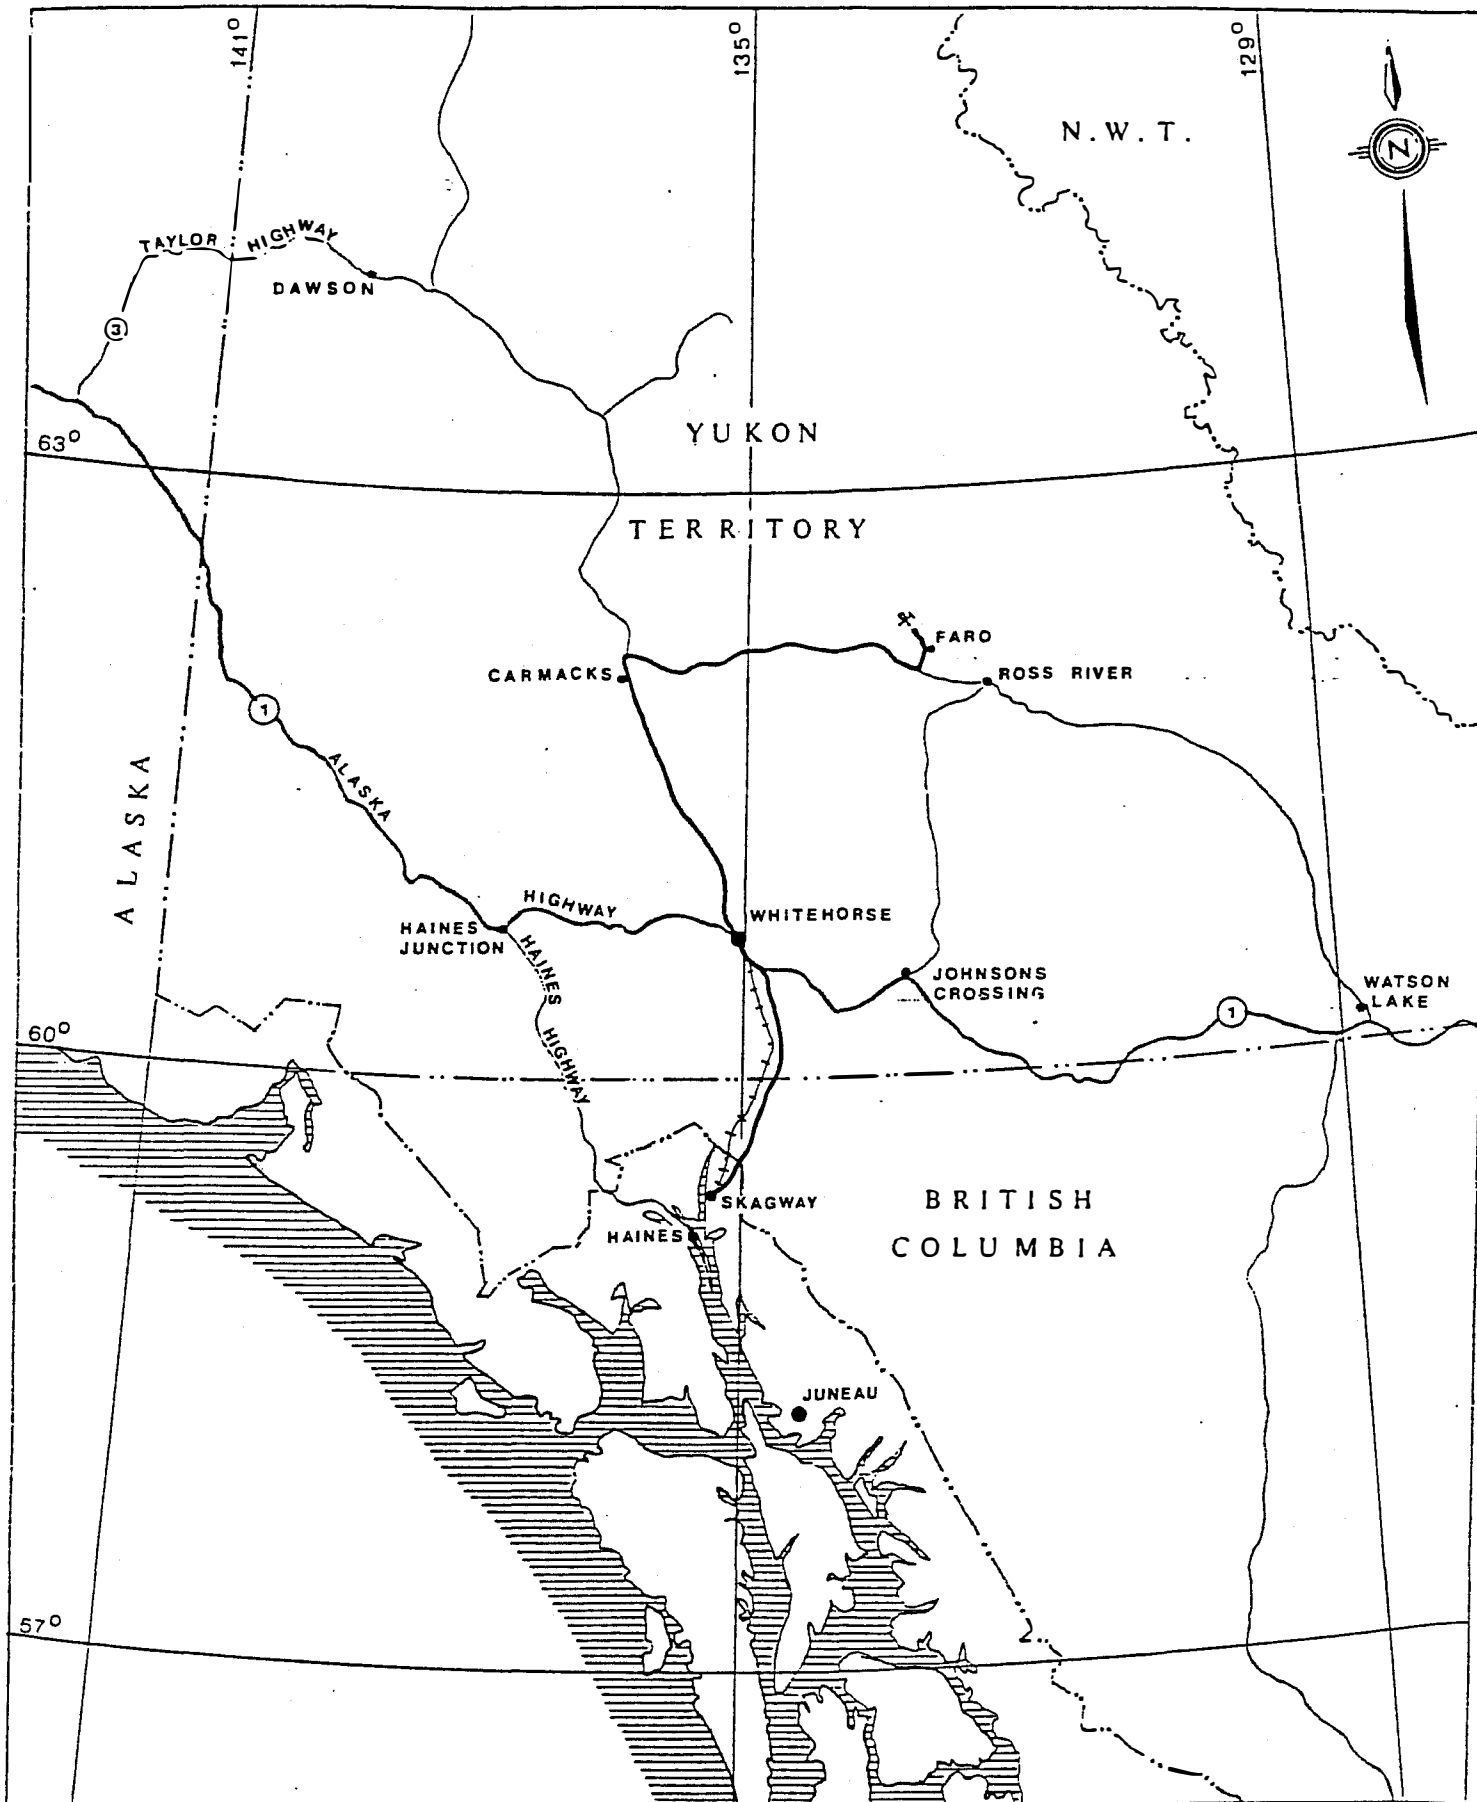 141°
135°
129°
N.W.T.
N
TAYLOR HIGHWAY
DAWSON
3
63°
YUKON
TERRITORY
FARO
CARMACKS
ROSS RIVER
1
ALASKA
ALASKA
HIGHWAY
WHITEHORSE
HAINES
JUNCTION
HAINES
HIGHWAY
JOHNSONS
CROSSING
WATSON
LAKE
1
60°
SKAGWAY
HAINES
BRITISH
COLUMBIA
JUNEAU
57°